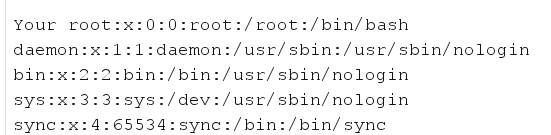 Your root:x:0:0:root:/root:/bin/bash
daemon:x:1:1:daemon:/usr/sbin:/usr/sbin/nologin
bin:x:2:2:bin:/bin:/usr/sbin/nologin
sys:x:3:3:sys:/dev:/usr/sbin/nologin
sync:x:4:65534:sync:/bin:/bin/sync